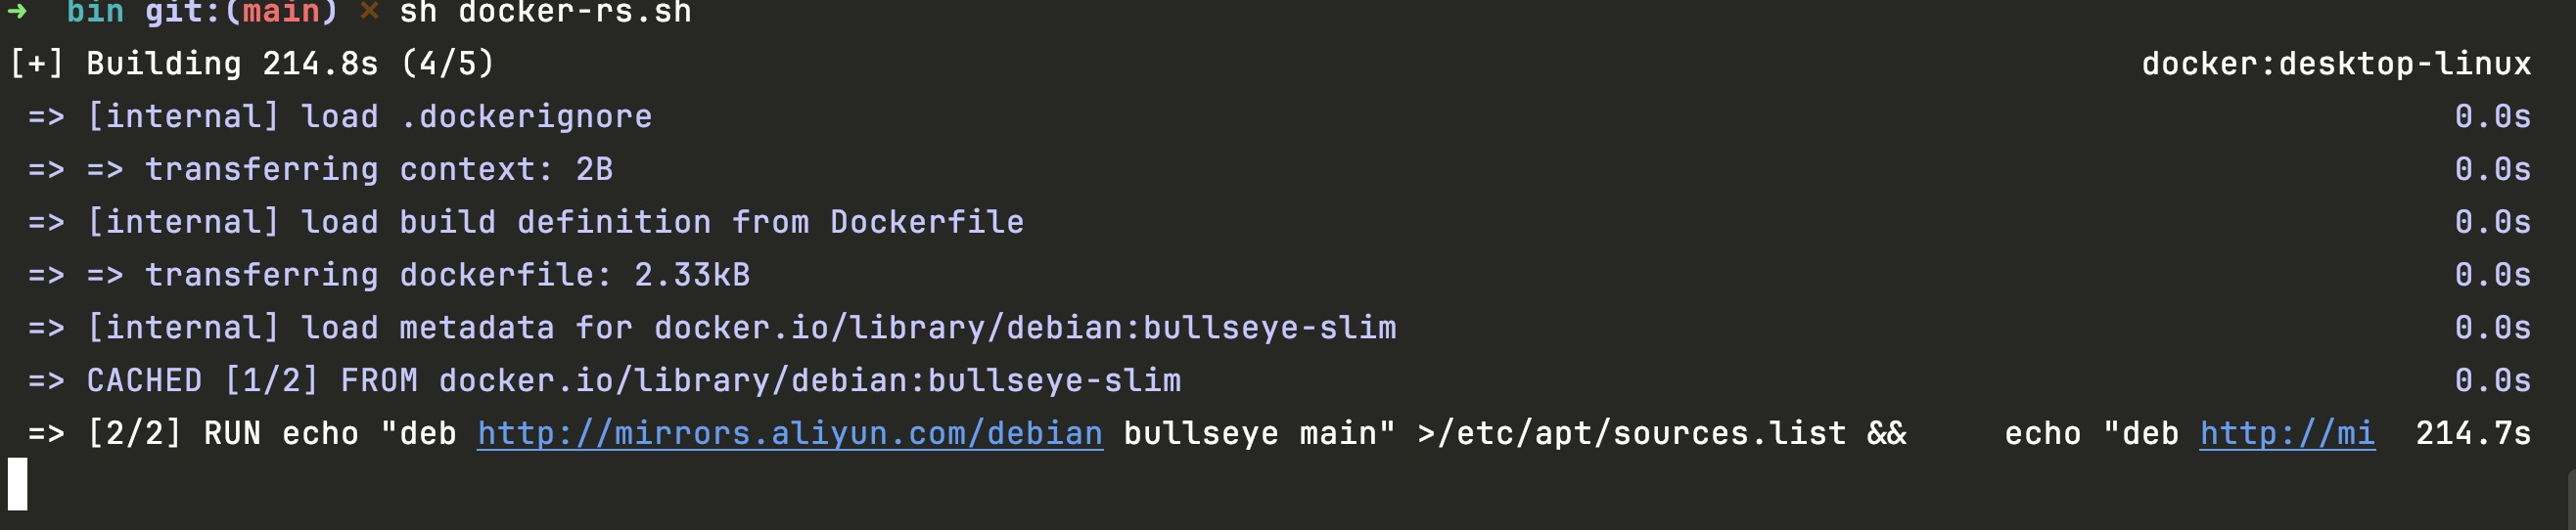 ➜  bin git:(main) ✗ sh docker-rs.sh
[+] Building 214.8s (4/5) docker:desktop-linux
=> [internal] load .dockerignore 0.0s
=> => transferring context: 2B 0.0s
=> [internal] load build definition from Dockerfile 0.0s
=> => transferring dockerfile: 2.33kB 0.0s
=> [internal] load metadata for docker.io/library/debian:bullseye-slim 0.0s
=> CACHED [1/2] FROM docker.io/library/debian:bullseye-slim 0.0s
=> [2/2] RUN echo "deb http://mirrors.aliyun.com/debian bullseye main" >/etc/apt/sources.list &&     echo "deb http://mi 214.7s